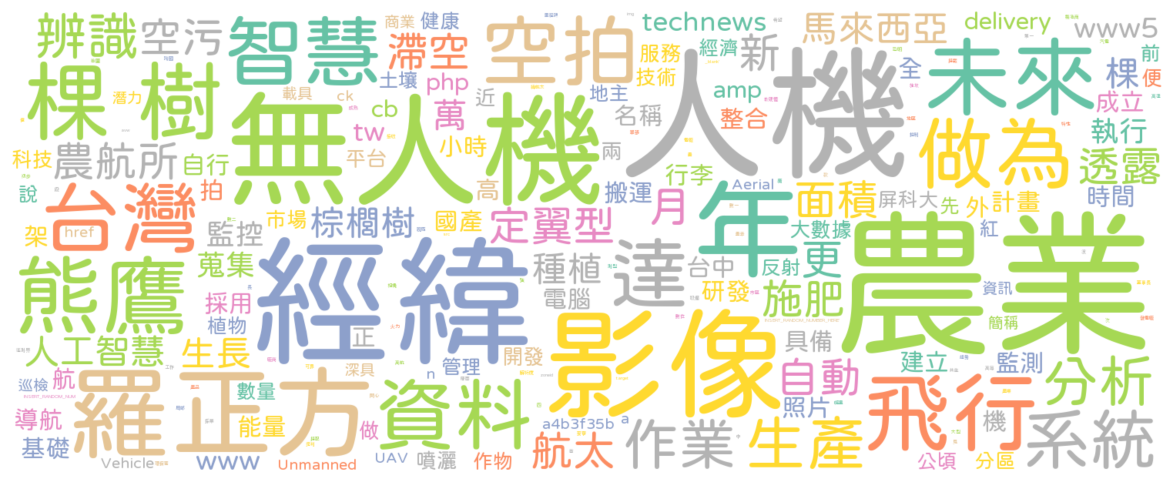 辨識 空污 智慧 滯空 商業 健康 空拍 technews 服務 技術 經濟 新 馬來西亞 delivery www5 前
棵 樹 潛力 載具 ck 土壤 php 地主 人機 amp 全 未來 棵 便
無人機 cb 萬 近 名稱 整合 成立
科技 農航所 自行 tw 平台 小時 兩 行李 做為 執行 透露
說 拍 高 搬運 Aerial 面積 屏科大 先 外 計畫 時間
台灣 href 架 監控 市場 棕櫚樹 國產 定翼型 月 年 大數據 紅
熊鷹 蒐集 經緯 種植 達 台中 反射 更 農業
採用 植物 正 電腦 研發 施肥 資訊 簡稱
人工智慧 生長 深具 n 管理 開發 影像 具備 建立 監測
巡檢 航 羅正方 數量 資料 自動 照片 飛行 分析
導航 能量 做 a4b3f35b a 機
基礎 Vehicle www Unmanned UAV 噴灑 作物 航太 作業 生產 公頃 分區 系統